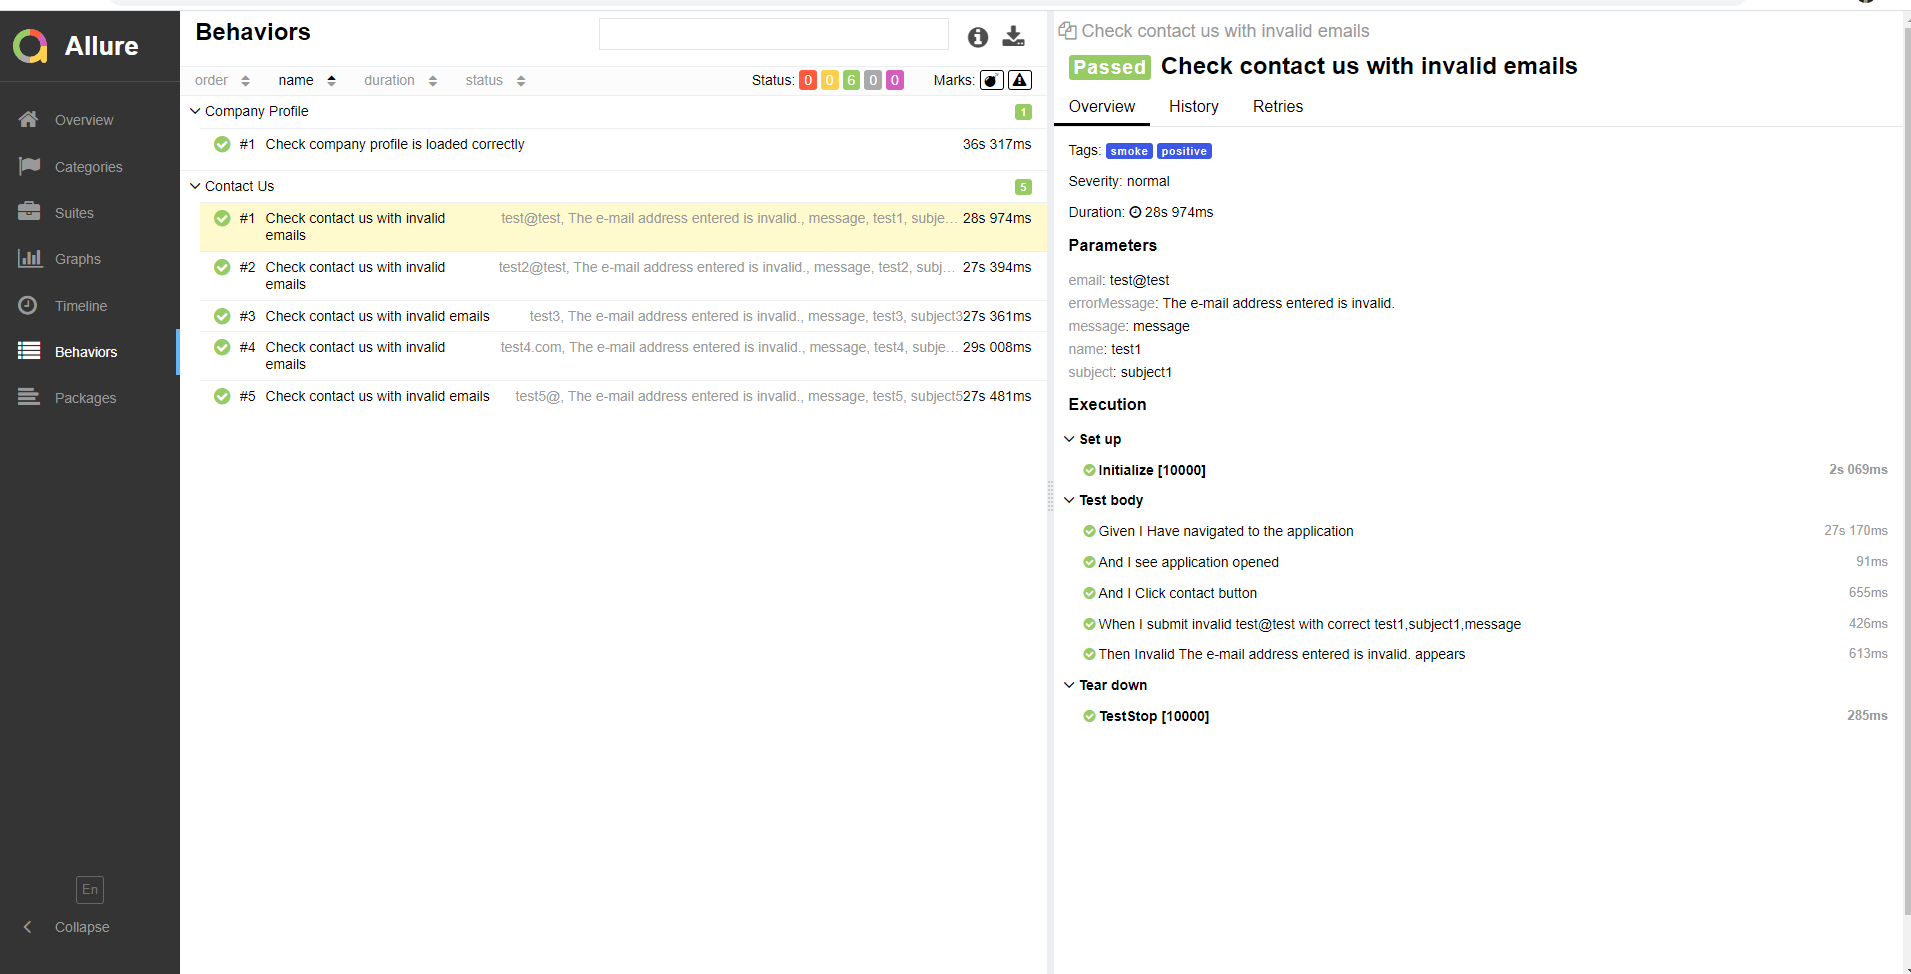 Allure
Overview
Categories
Suites
Graphs
Timeline
Behaviors
Packages
En
Collapse
Behaviors
order name duration status Status: 0 0 6 0 0 Marks:
Company Profile 1
#1 Check company profile is loaded correctly 36s 317ms
Contact Us 5
#1 Check contact us with invalid emails test@test, The e-mail address entered is invalid., message, test1, subje... 28s 974ms
#2 Check contact us with invalid emails test2@test, The e-mail address entered is invalid., message, test2, subj... 27s 394ms
#3 Check contact us with invalid emails test3, The e-mail address entered is invalid., message, test3, subject3 27s 361ms
#4 Check contact us with invalid emails test4.com, The e-mail address entered is invalid., message, test4, subje... 29s 008ms
#5 Check contact us with invalid emails test5@, The e-mail address entered is invalid., message, test5, subject5 27s 481ms
Check contact us with invalid emails
Passed Check contact us with invalid emails
Overview History Retries
Tags: smoke positive
Severity: normal
Duration: 28s 974ms
Parameters
email: test@test
errorMessage: The e-mail address entered is invalid.
message: message
name: test1
subject: subject1
Execution
Set up
Initialize [10000] 2s 069ms
Test body
Given I Have navigated to the application 27s 170ms
And I see application opened 91ms
And I Click contact button 655ms
When I submit invalid test@test with correct test1,subject1,message 426ms
Then Invalid The e-mail address entered is invalid. appears 613ms
Tear down
TestStop [10000] 285ms